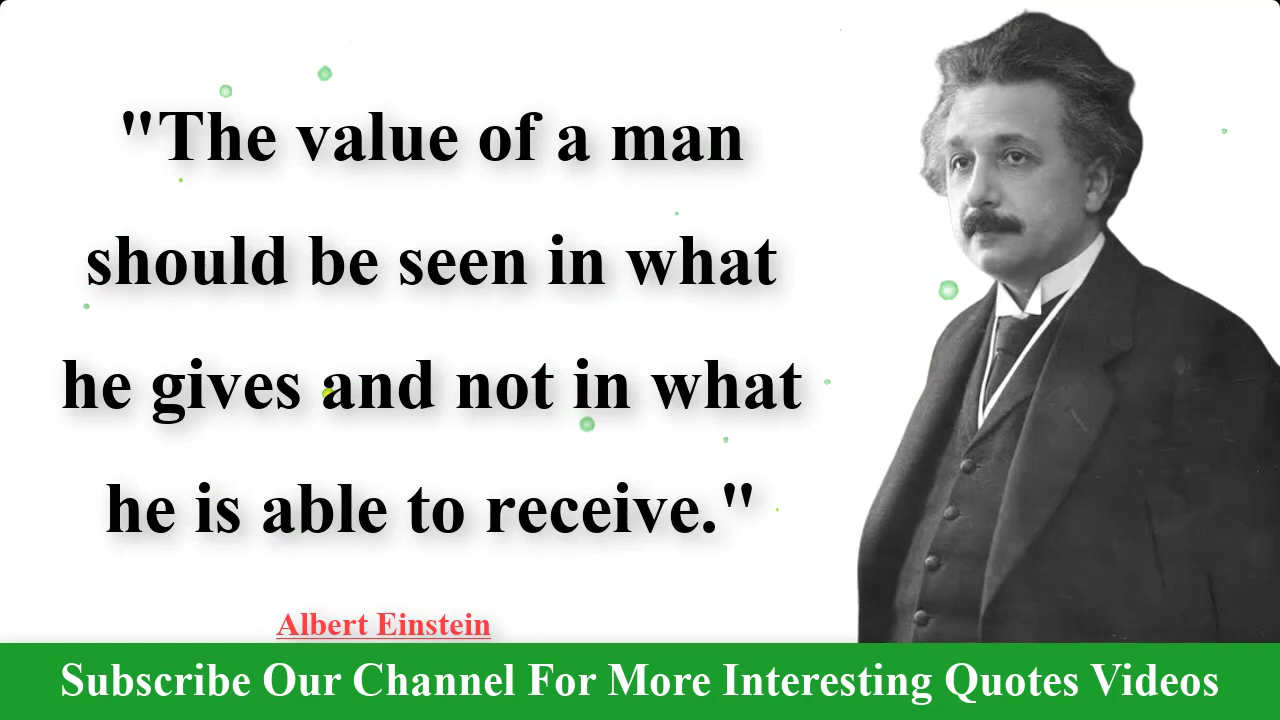 "The value of a man
should be seen in what
he gives and not in what
he is able to receive."
Albert Einstein
Subscribe Our Channel For More Interesting Quotes Videos